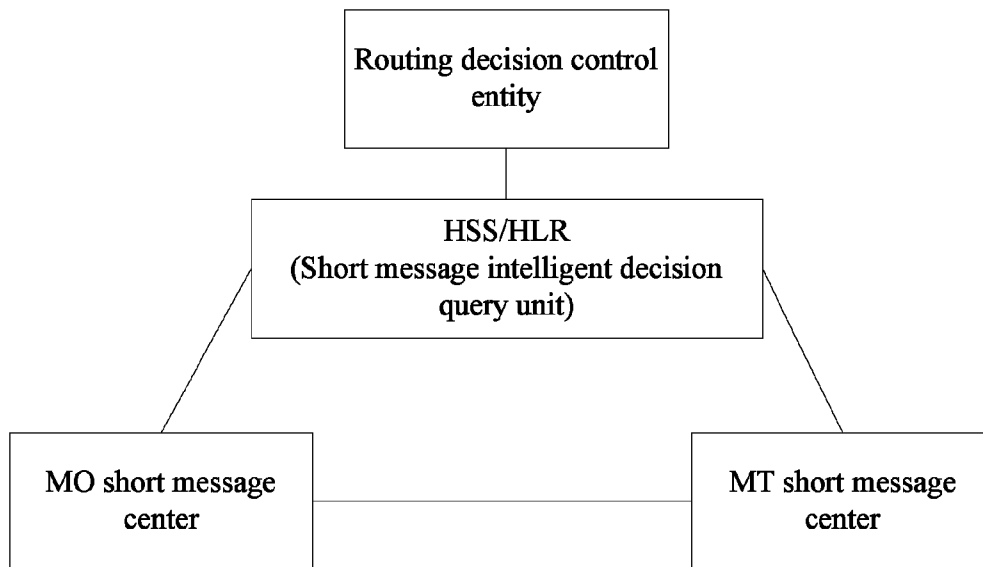 Routing decision control
entity
HSS/HLR
(Short message intelligent decision
query unit)
MO short message
center
MT short message
center